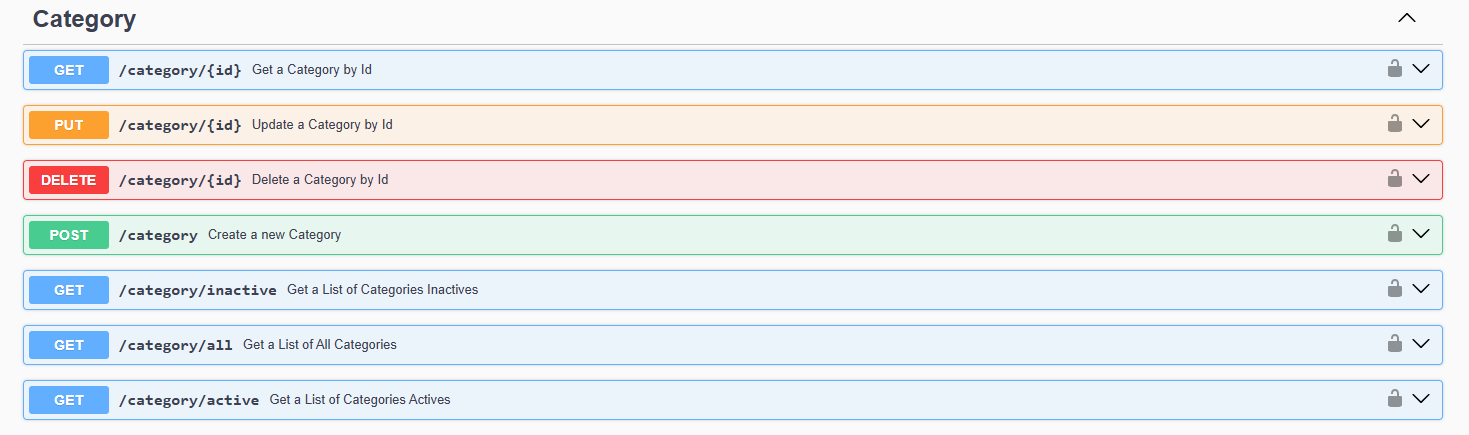 Category
GET /category/{id} Get a Category by Id
PUT /category/{id} Update a Category by Id
DELETE /category/{id} Delete a Category by Id
POST /category Create a new Category
GET /category/inactive Get a List of Categories Inactives
GET /category/all Get a List of All Categories
GET /category/active Get a List of Categories Actives